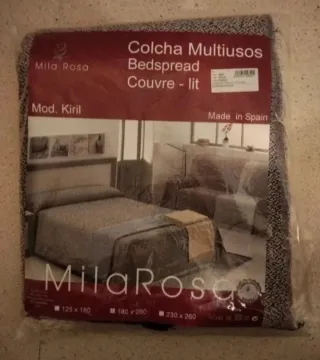 Mila Rosa
Colcha Multiusos
Bedspread
Couvre - lit
Mod. Kiril
Made in Spain
MilaRosa
125 x 180
180 x 260
230 x 260